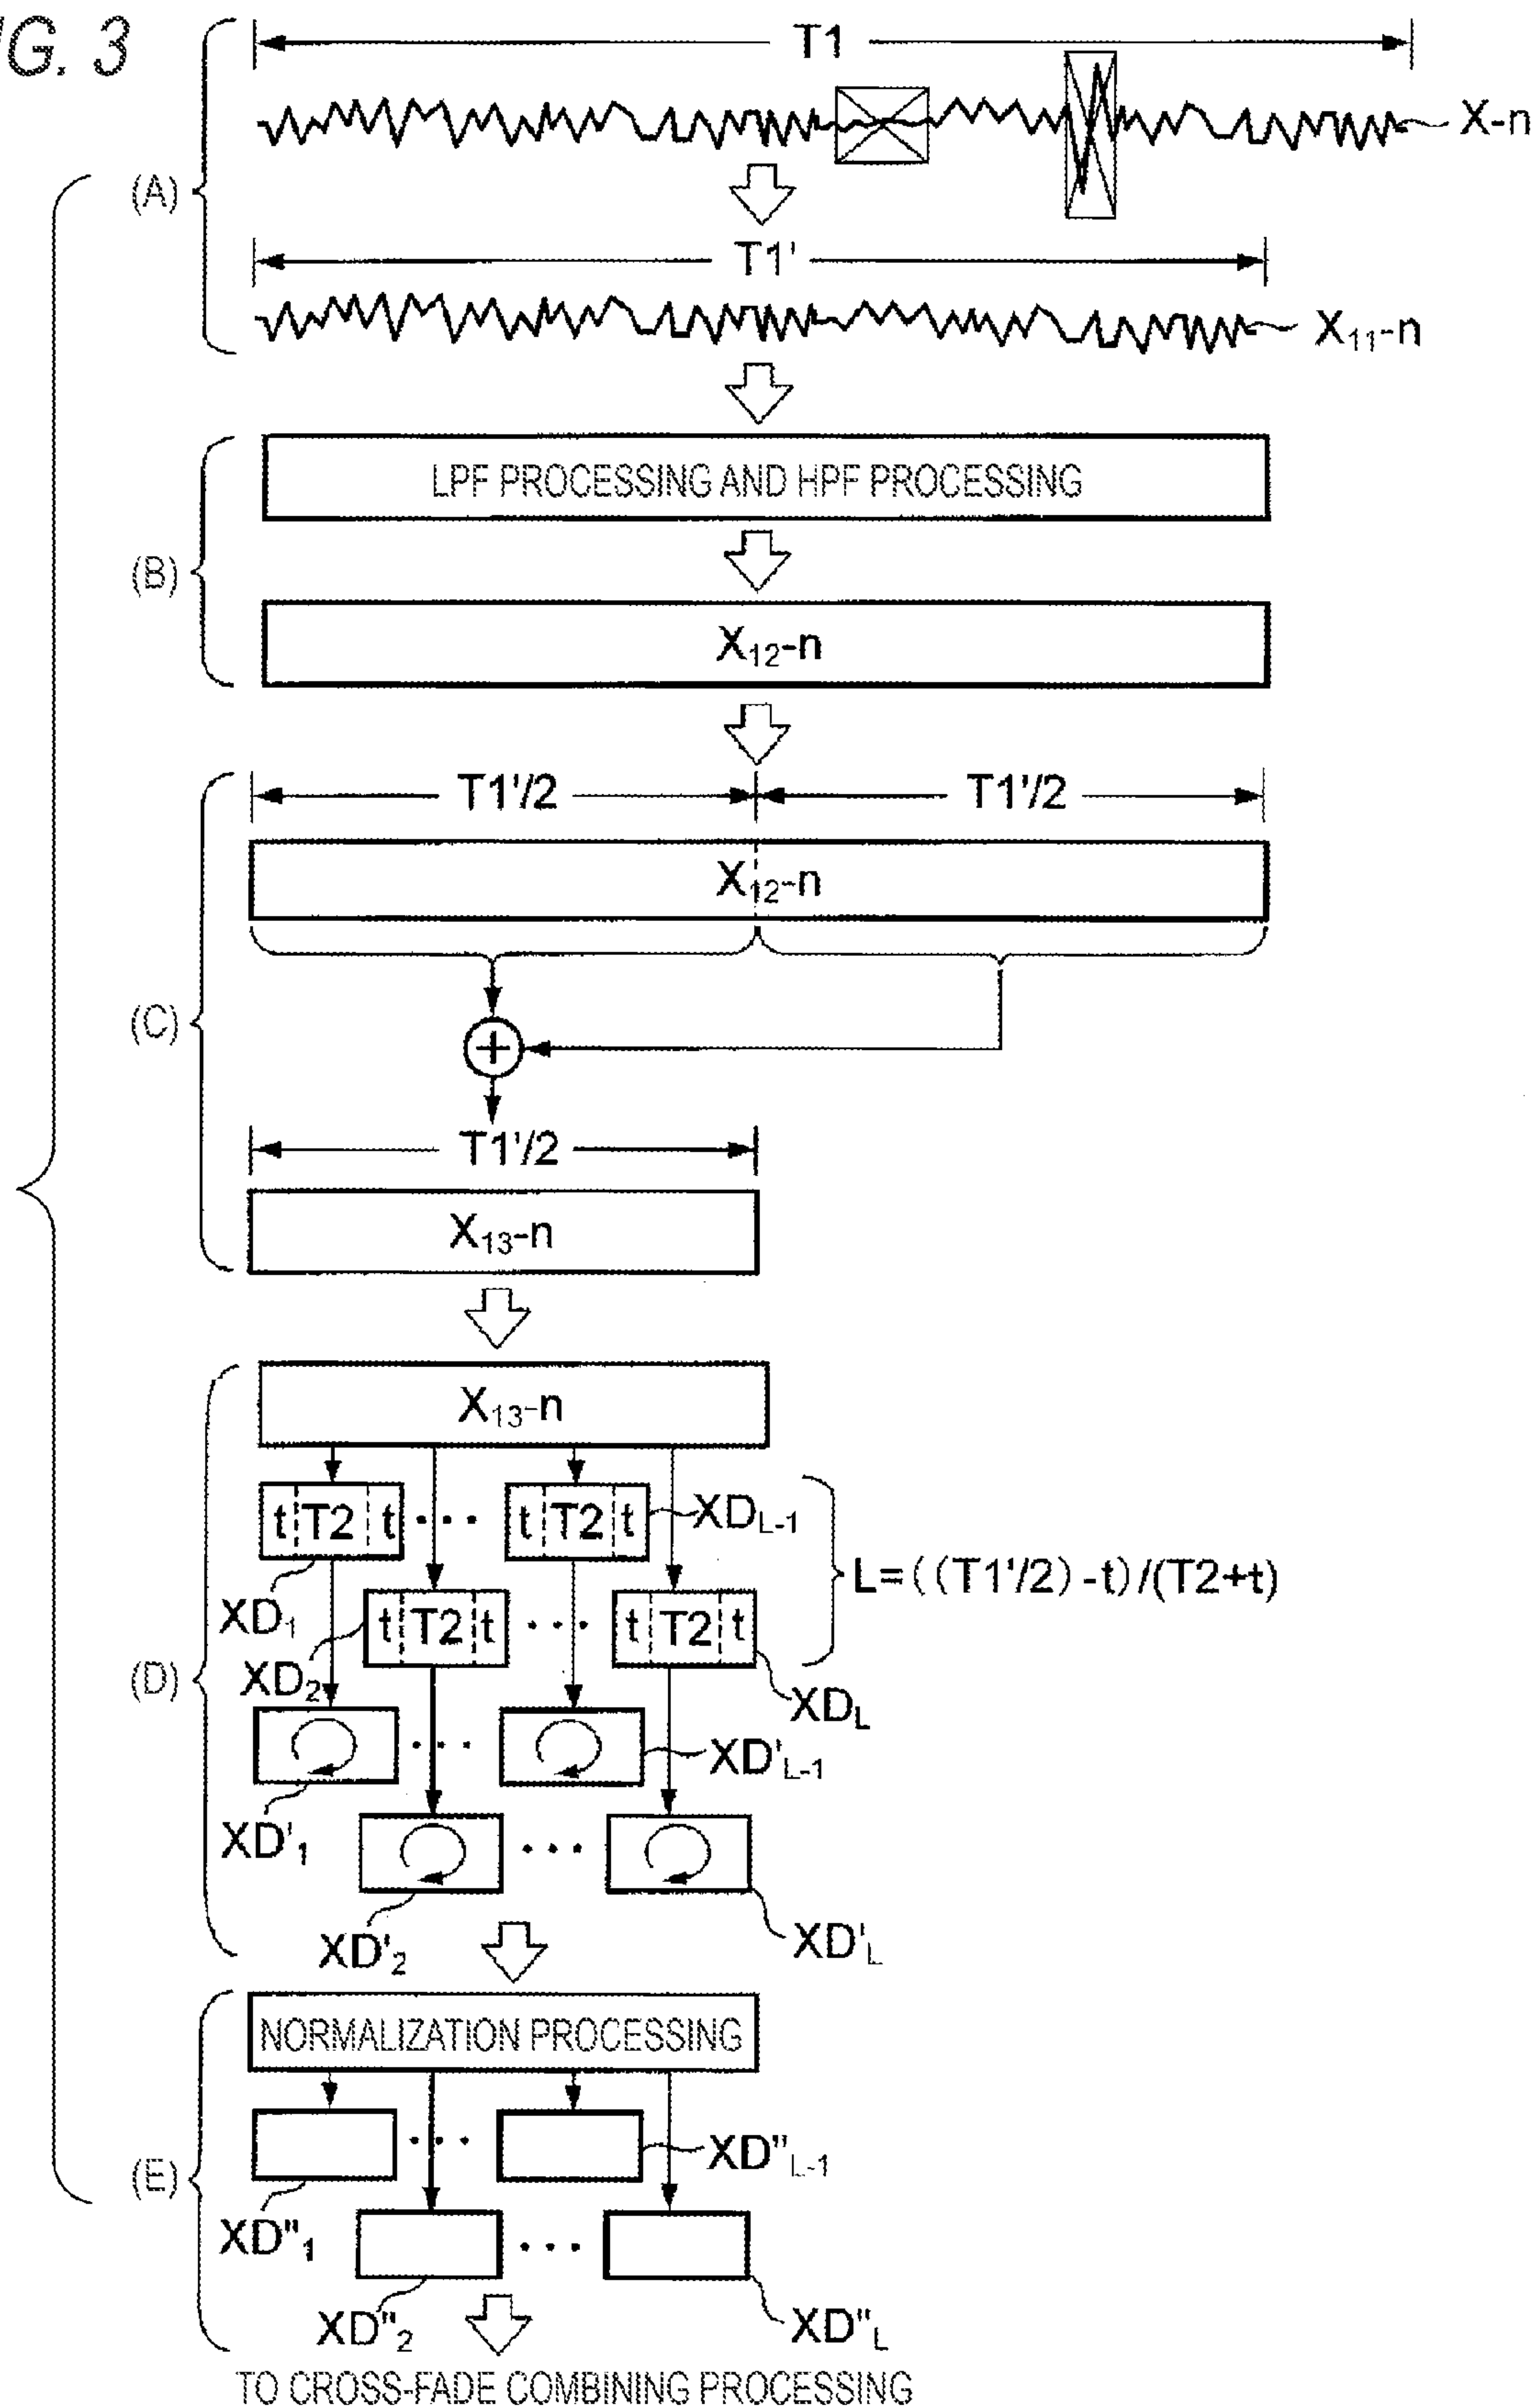 FIG. 3
T1
X-n
(A)
T1'
X11-n
LPF PROCESSING AND HPF PROCESSING
(B)
X12-n
T1'/2 T1'/2
X12-n
(C)
+
T1'/2
X13-n
X13-n
t T2 t ... t T2 t XDL-1
L=((T1'/2)-t)/(T2+t)
XD1 t T2 t ... t T2 t
XD2
(D)
XDL
... XD'L-1
XD'1
...
XD'2 XD'L
NORMALIZATION PROCESSING
... XD"L-1
(E)
XD"1
...
XD"2 XD"L
TO CROSS-FADE COMBINING PROCESSING